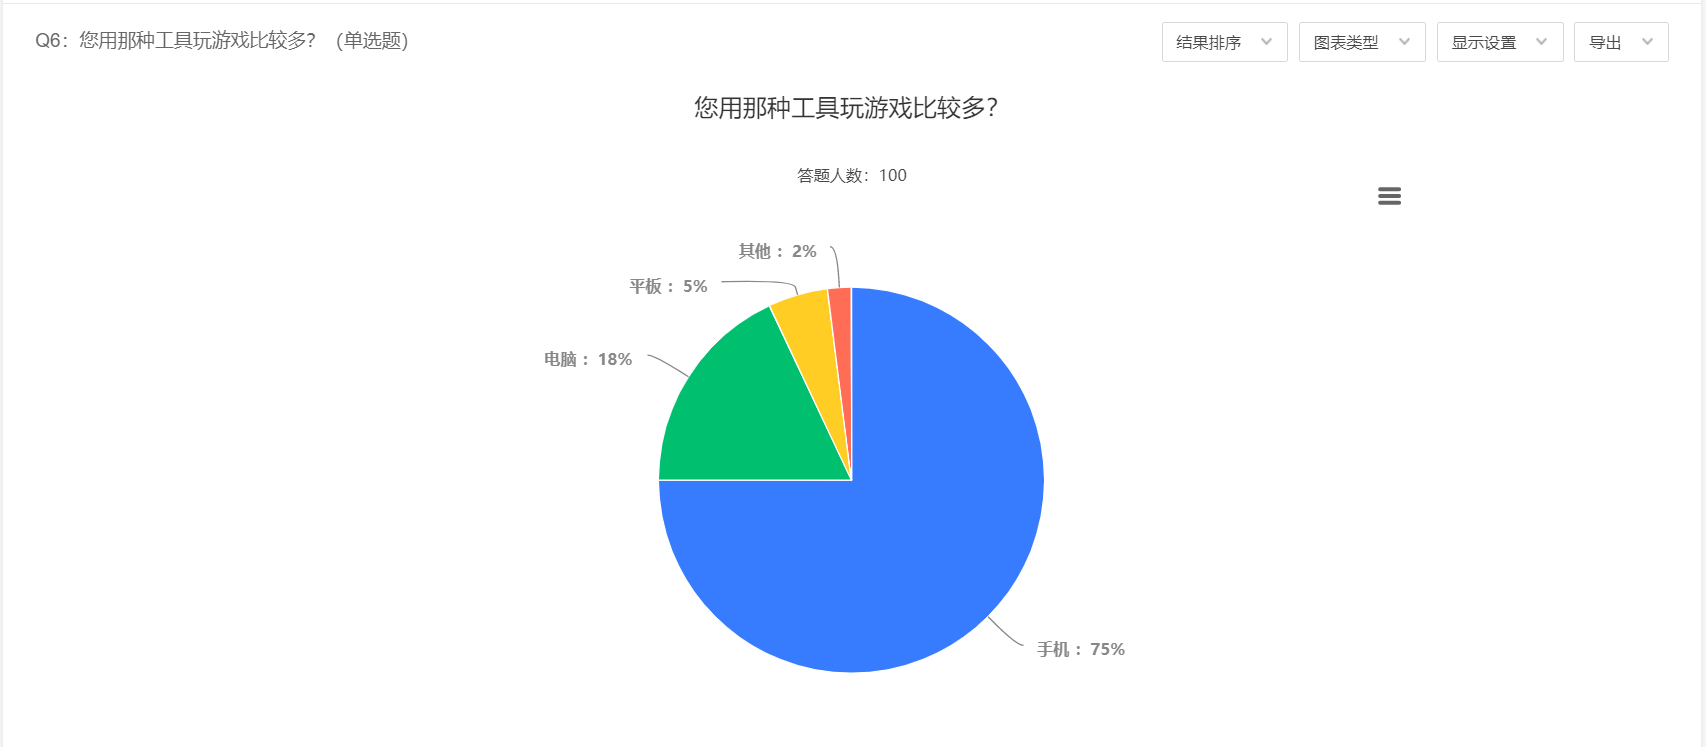 Q6：您用那种工具玩游戏比较多？（单选题）
结果排序
图表类型
显示设置
导出
您用那种工具玩游戏比较多？
答题人数：100
其他： 2%
平板： 5%
电脑： 18%
手机： 75%